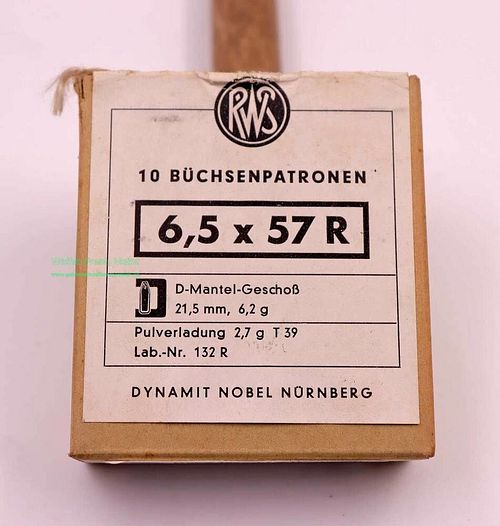 RWS
10 BÜCHSENPATRONEN
6,5 x 57 R
D-Mantel-Geschoß
21,5 mm, 6,2 g
Pulverladung 2,7 g T 39
Lab.-Nr. 132 R
DYNAMIT NOBEL NÜRNBERG